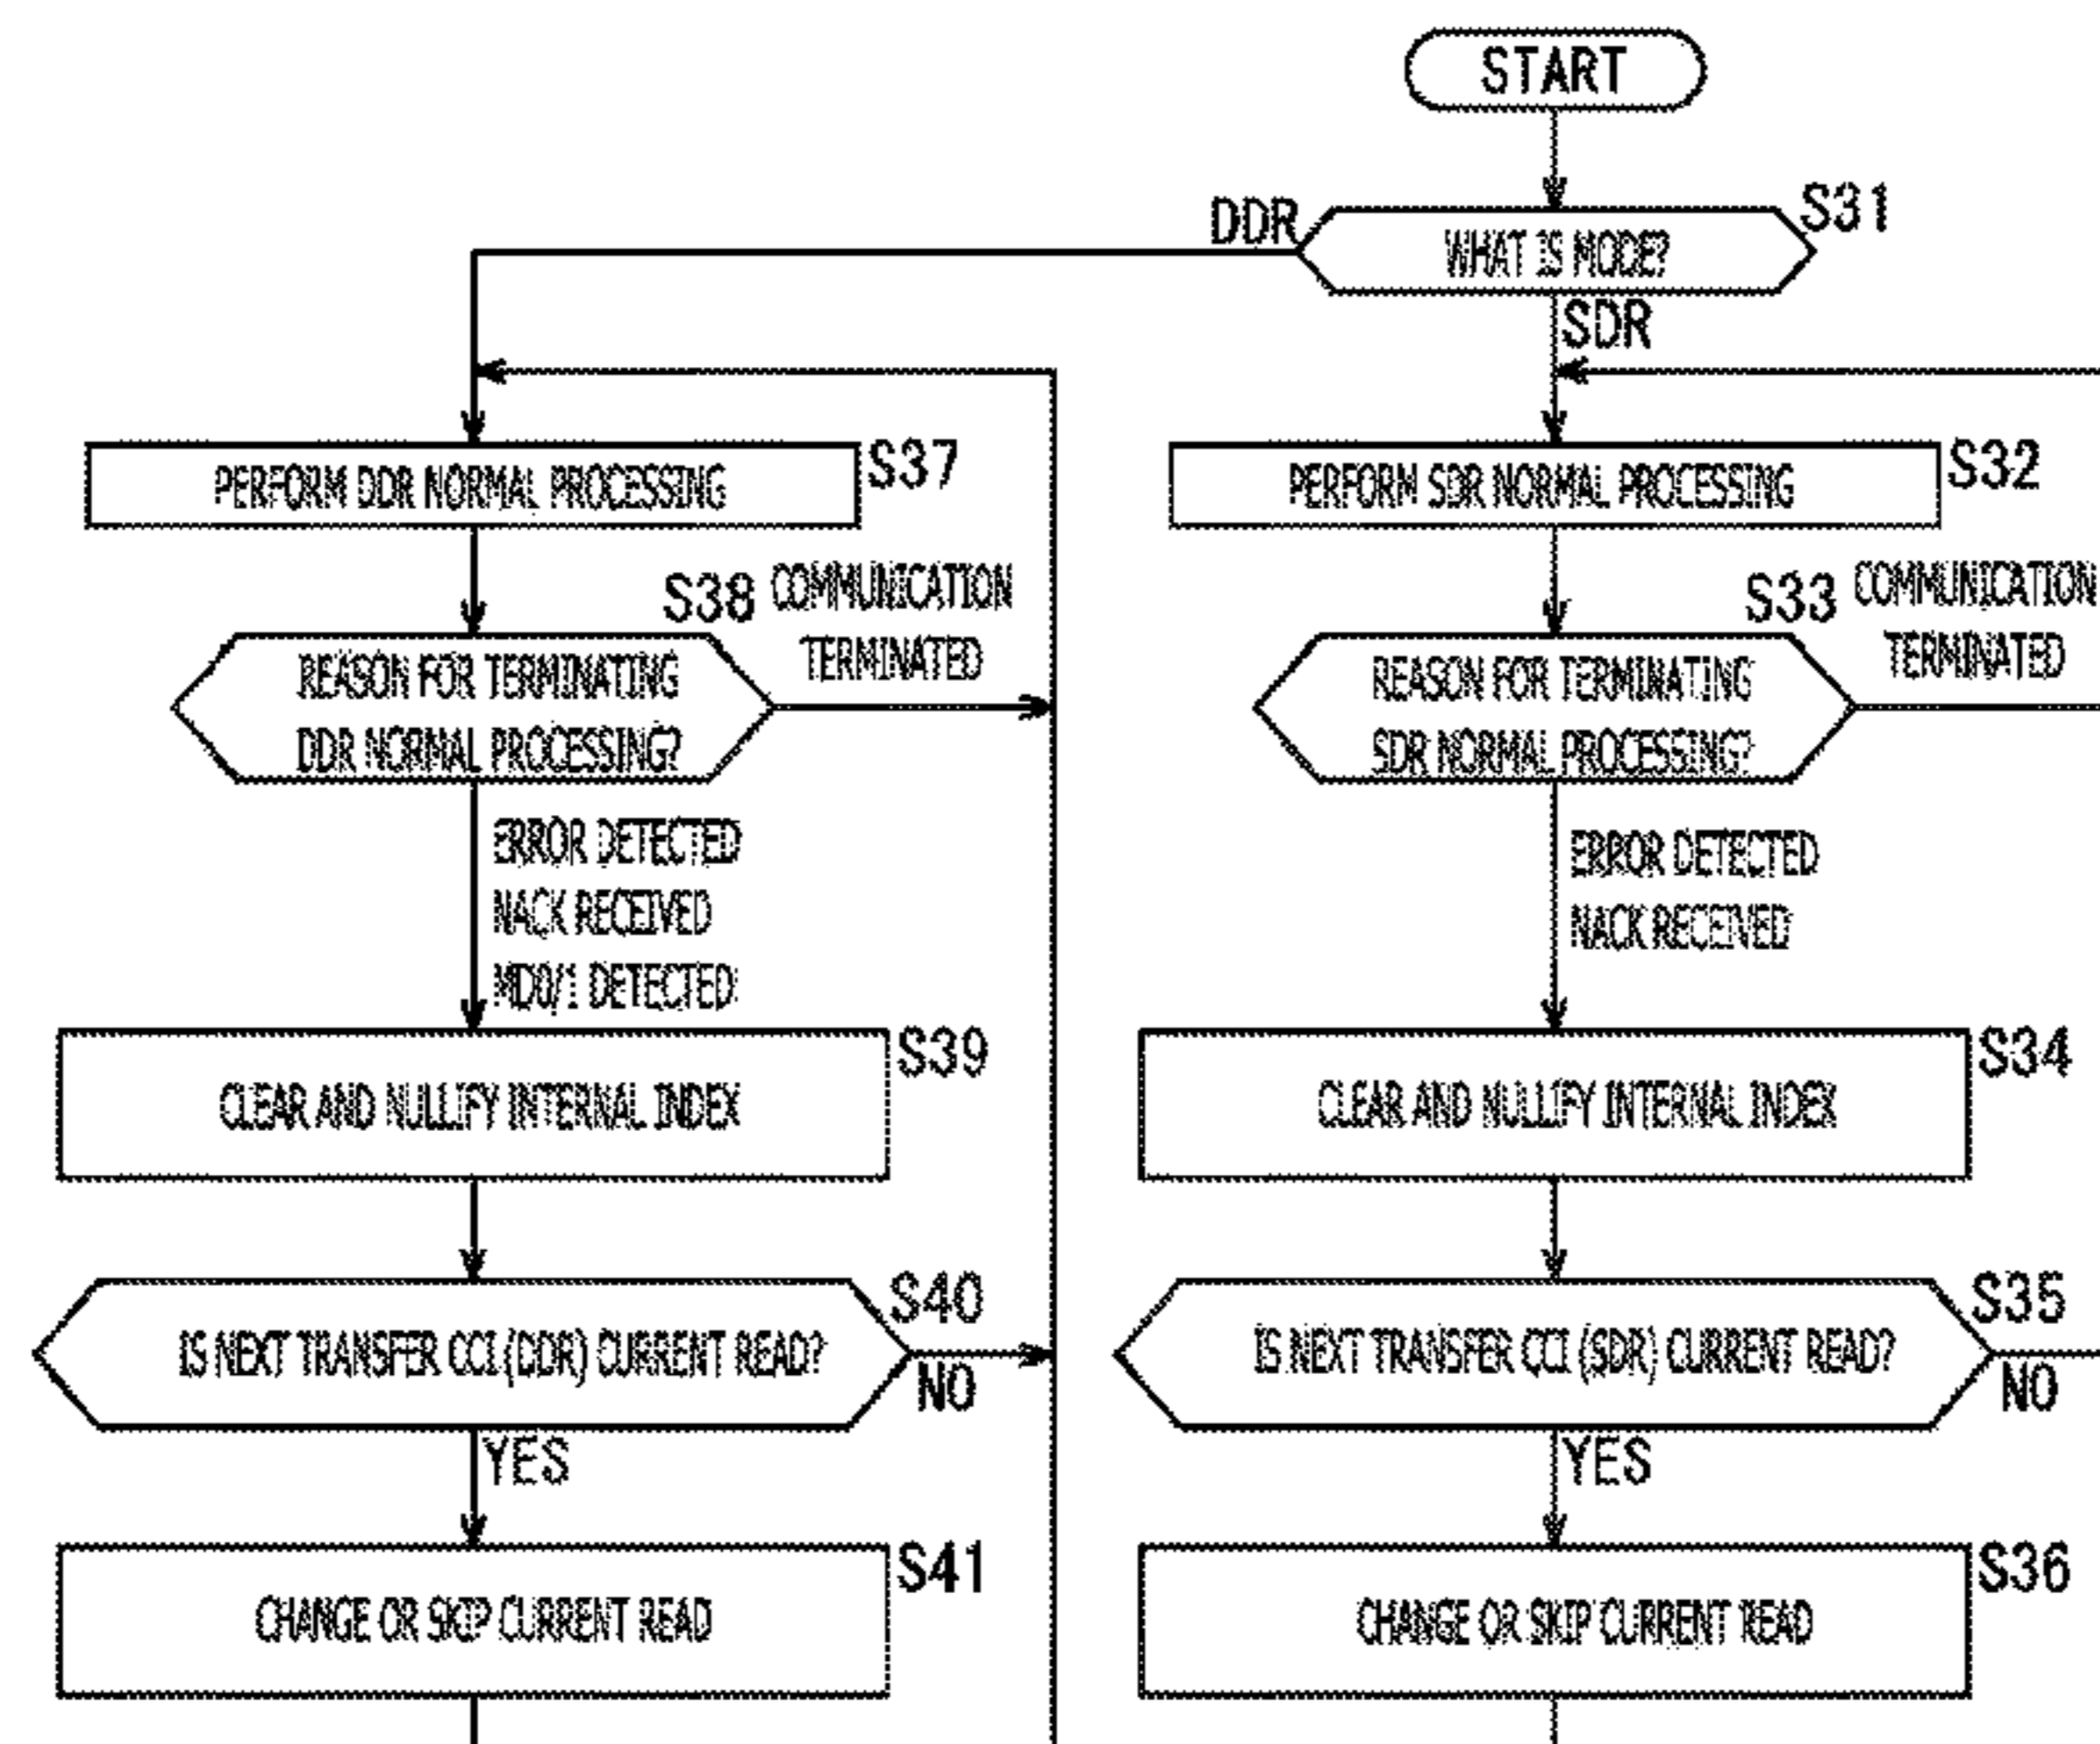 START
S31
DDR
WHAT IS MODE?
SDR
PERFORM DDR NORMAL PROCESSING
S37
PERFORM SDR NORMAL PROCESSING
S32
S38
COMMUNICATION
TERMINATED
REASON FOR TERMINATING
DDR NORMAL PROCESSING?
S33
COMMUNICATION
TERMINATED
REASON FOR TERMINATING
SDR NORMAL PROCESSING?
ERROR DETECTED
NACK RECEIVED
MD0/1 DETECTED
ERROR DETECTED
NACK RECEIVED
S39
CLEAR AND NULLIFY INTERNAL INDEX
S34
CLEAR AND NULLIFY INTERNAL INDEX
S40
IS NEXT TRANSFER CCI (DDR) CURRENT READ?
NO
YES
S35
IS NEXT TRANSFER CCI (SDR) CURRENT READ?
NO
YES
S41
CHANGE OR SKIP CURRENT READ
S36
CHANGE OR SKIP CURRENT READ